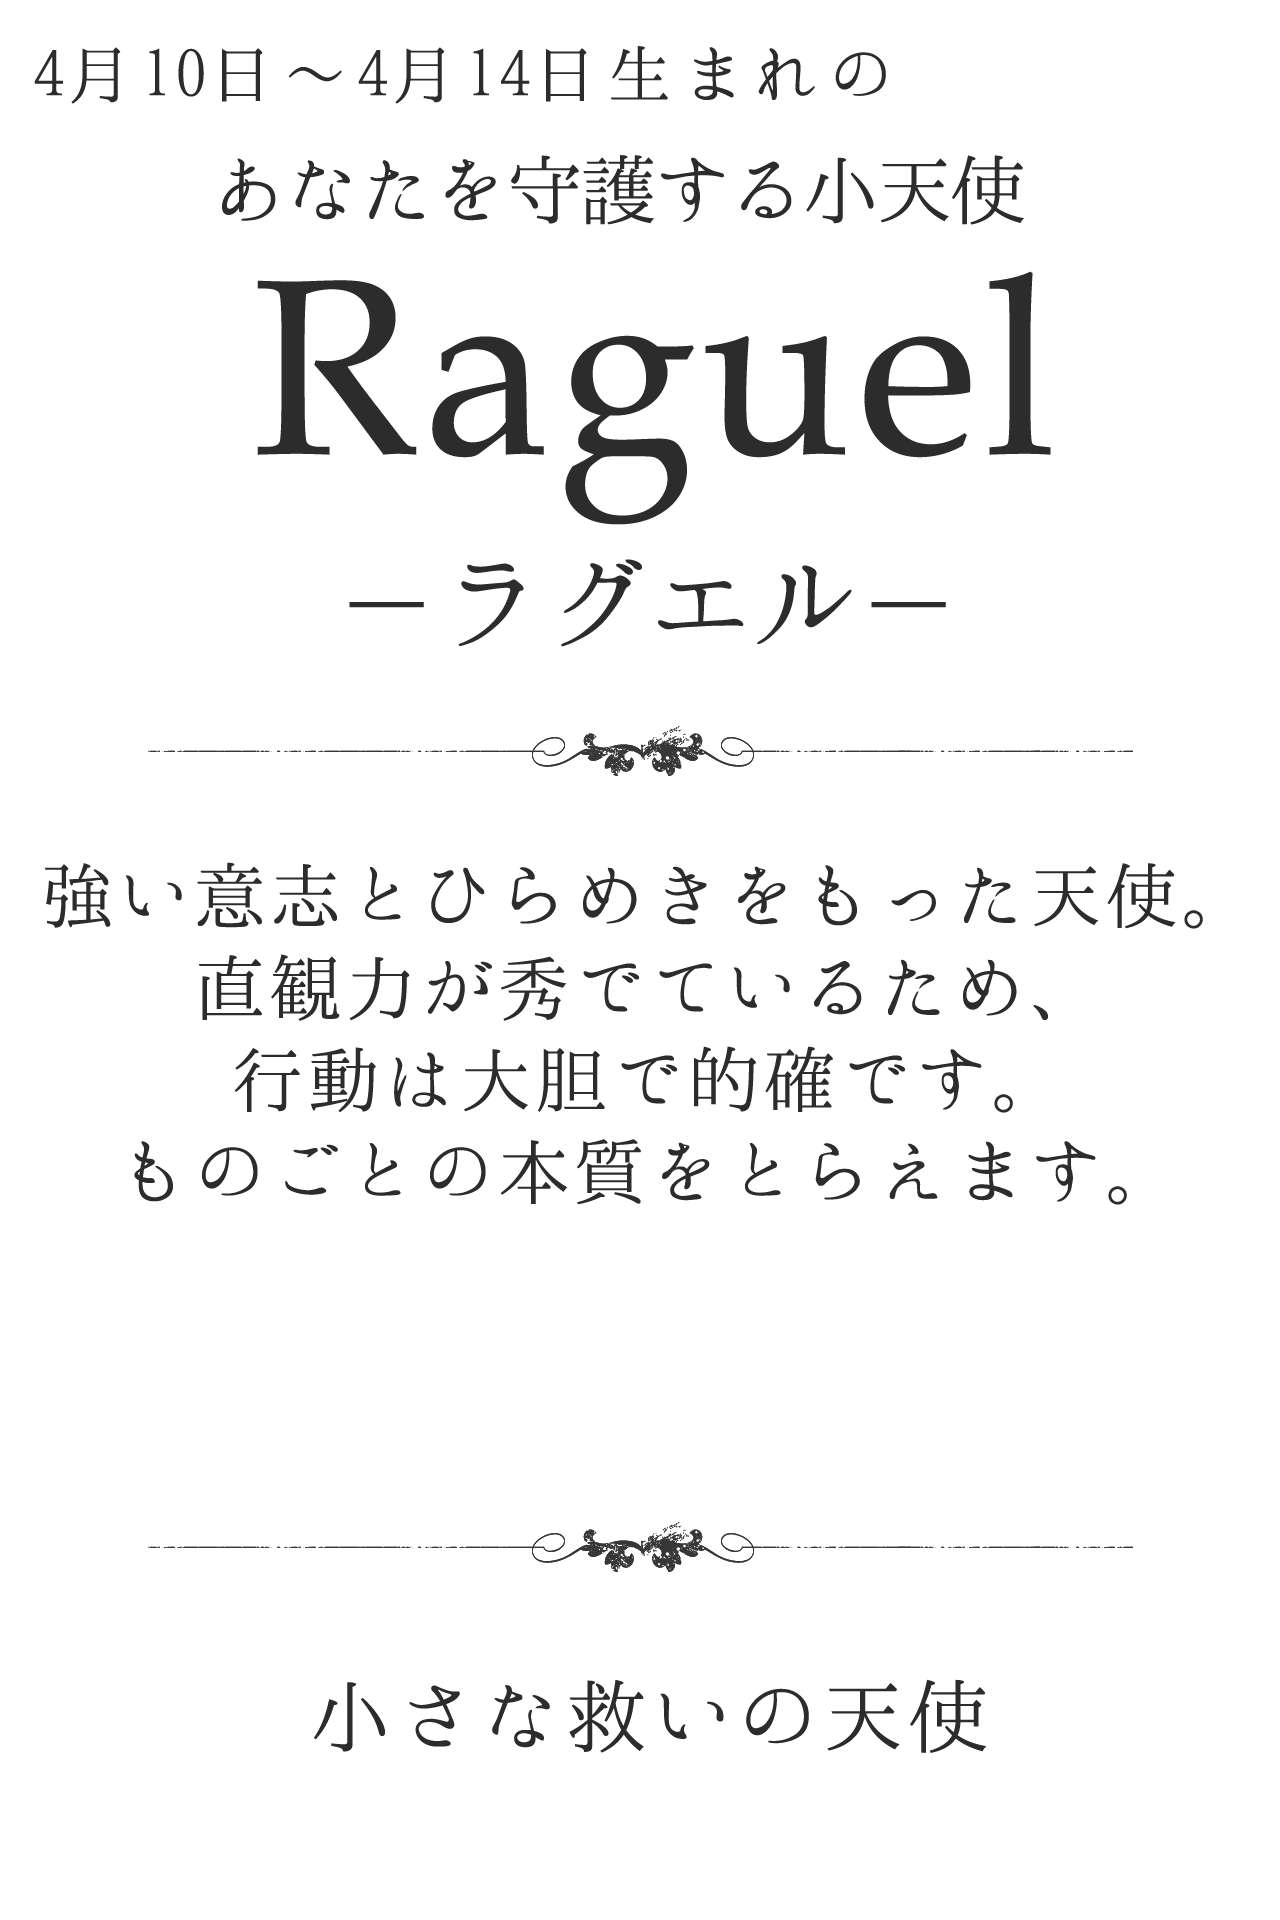 4月10日～4月14日生まれの
あなたを守護する小天使
Raguel
―ラグエル―
強い意志とひらめきをもった天使。
直観力が秀でているため、
行動は大胆で的確です。
ものごとの本質をとらえます。
小さな救いの天使